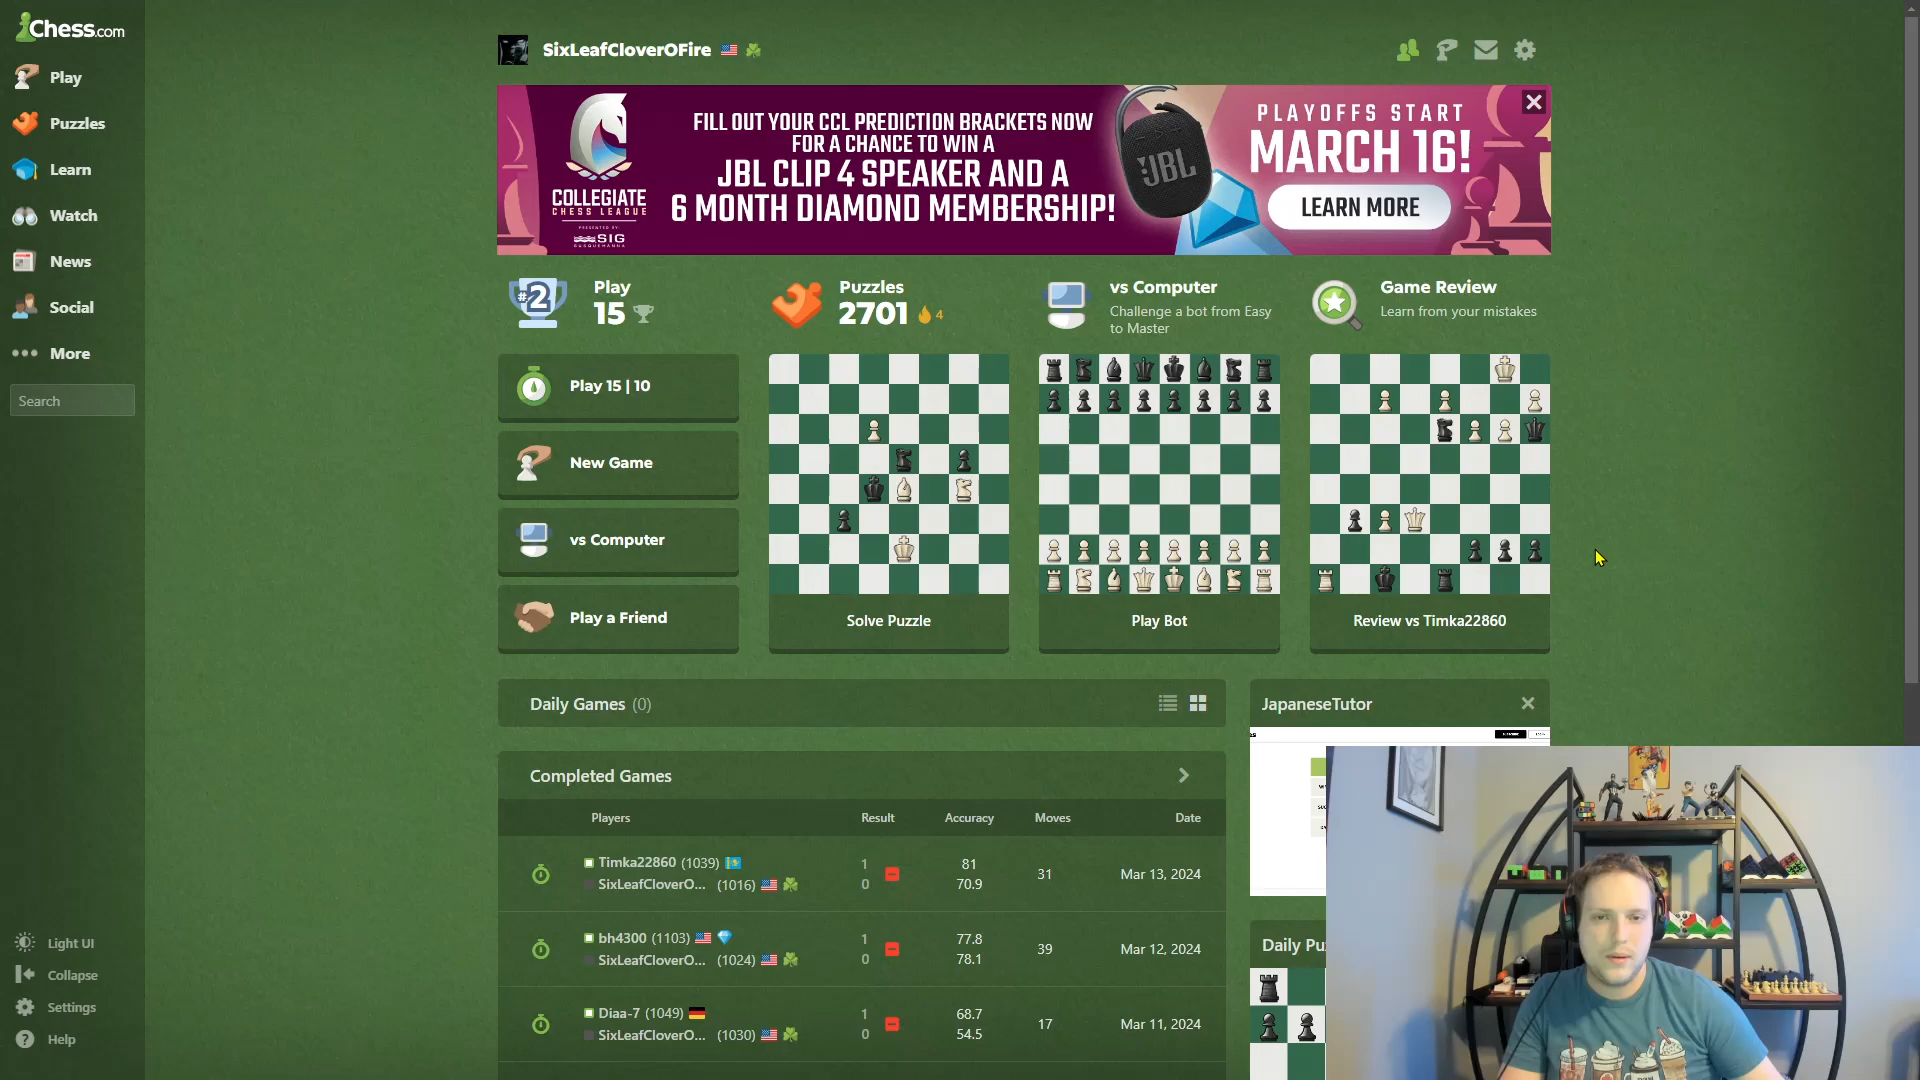 Chess.com
Play
Puzzles
Learn
Watch
News
Social
More
Search
Light UI
Collapse
Settings
Help
SixLeafCloverOFire
COLLEGIATE
CHESS LEAGUE
PRESENTED BY:
SIG
SUSQUEHANNA
FILL OUT YOUR CCL PREDICTION BRACKETS NOW
FOR A CHANCE TO WIN A
JBL CLIP 4 SPEAKER AND A
6 MONTH DIAMOND MEMBERSHIP!
JBL
PLAYOFFS START
MARCH 16!
LEARN MORE
#2
Play
15
Puzzles
2701 4
vs Computer
Challenge a bot from Easy
to Master
Game Review
Learn from your mistakes
Play 15 | 10
New Game
vs Computer
Play a Friend
Solve Puzzle
Play Bot
Review vs Timka22860
Daily Games (0)
Completed Games
Players Result Accuracy Moves Date
Timka22860 (1039) 1 81
SixLeafCloverO... (1016) 0 70.9
31 Mar 13, 2024
bh4300 (1103) 1 77.8
SixLeafCloverO... (1024) 0 78.1
39 Mar 12, 2024
Diaa-7 (1049) 1 68.7
SixLeafCloverO... (1030) 0 54.5
17 Mar 11, 2024
JapaneseTutor
Daily Pu